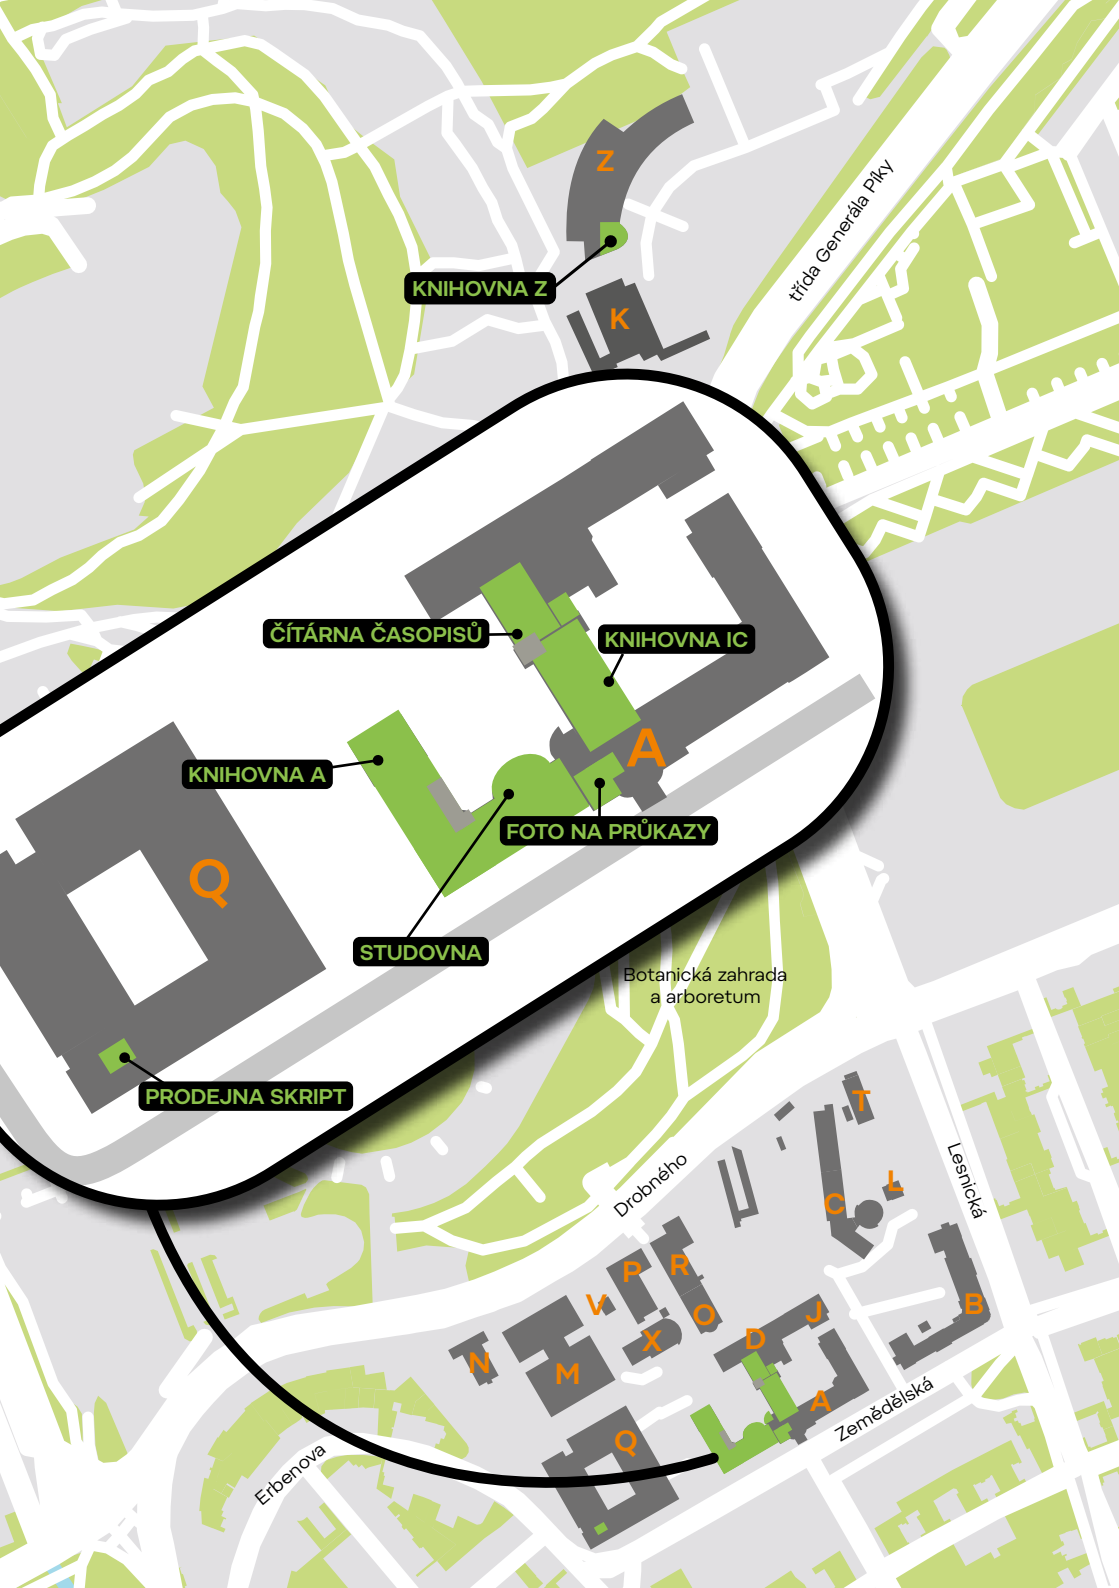 Z
třída Generála Píky
KNIHOVNA Z
K
ČÍTÁRNA ČASOPISŮ
KNIHOVNA IC
A
KNIHOVNA A
FOTO NA PRŮKAZY
Q
STUDOVNA
Botanická zahrada
a arboretum
PRODEJNA SKRIPT
T
Drobného
Lesnická
L
C
R
P
V
O
J
B
X
D
N
M
A
Zemědělská
Q
Erbenova